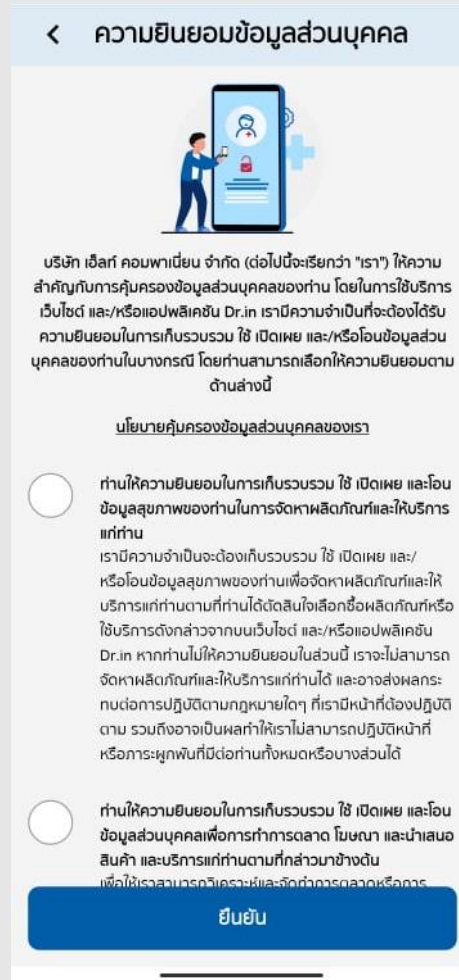 ความยินยอมข้อมูลส่วนบุคคล
บริษัท เฮ็ลท์ คอมพาเนี่ยน จำกัด (ต่อไปนี้จะเรียกว่า "เรา") ให้ความ
สำคัญกับการคุ้มครองข้อมูลส่วนบุคคลของท่าน โดยในการใช้บริการ
เว็บไซต์ และ/หรือแอปพลิเคชัน Dr.in เรามีความจำเป็นที่จะต้องได้รับ
ความยินยอมในการเก็บรวบรวม ใช้ เปิดเผย และ/หรือโอนข้อมูลส่วน
บุคคลของท่านในบางกรณี โดยท่านสามารถเลือกให้ความยินยอมตาม
ด้านล่างนี้
นโยบายคุ้มครองข้อมูลส่วนบุคคลของเรา
ท่านให้ความยินยอมในการเก็บรวบรวม ใช้ เปิดเผย และโอน
ข้อมูลสุขภาพของท่านในการจัดหาผลิตภัณฑ์และให้บริการ
แก่ท่าน
เรามีความจำเป็นจะต้องเก็บรวบรวม ใช้ เปิดเผย และ/
หรือโอนข้อมูลสุขภาพของท่านเพื่อจัดหาผลิตภัณฑ์และให้
บริการแก่ท่านตามที่ท่านได้ตัดสินใจเลือกซื้อผลิตภัณฑ์หรือ
ใช้บริการดังกล่าวจากบนเว็บไซต์ และ/หรือแอปพลิเคชัน
Dr.in หากท่านไม่ให้ความยินยอมในส่วนนี้ เราจะไม่สามารถ
จัดหาผลิตภัณฑ์และให้บริการแก่ท่านได้ และอาจส่งผลกระ
ทบต่อการปฏิบัติตามกฎหมายใดๆ ที่เรามีหน้าที่ต้องปฏิบัติ
ตาม รวมถึงอาจเป็นผลทำให้เราไม่สามารถปฏิบัติหน้าที่
หรือภาระผูกพันที่มีต่อท่านทั้งหมดหรือบางส่วนได้
ท่านให้ความยินยอมในการเก็บรวบรวม ใช้ เปิดเผย และโอน
ข้อมูลส่วนบุคคลเพื่อการทำการตลาด โฆษณา และนำเสนอ
สินค้า และบริการแก่ท่านตามที่กล่าวมาข้างต้น
เพื่อให้เราสามารถวิเคราะห์และจัดทำการตลาดหรือการ
ยืนยัน